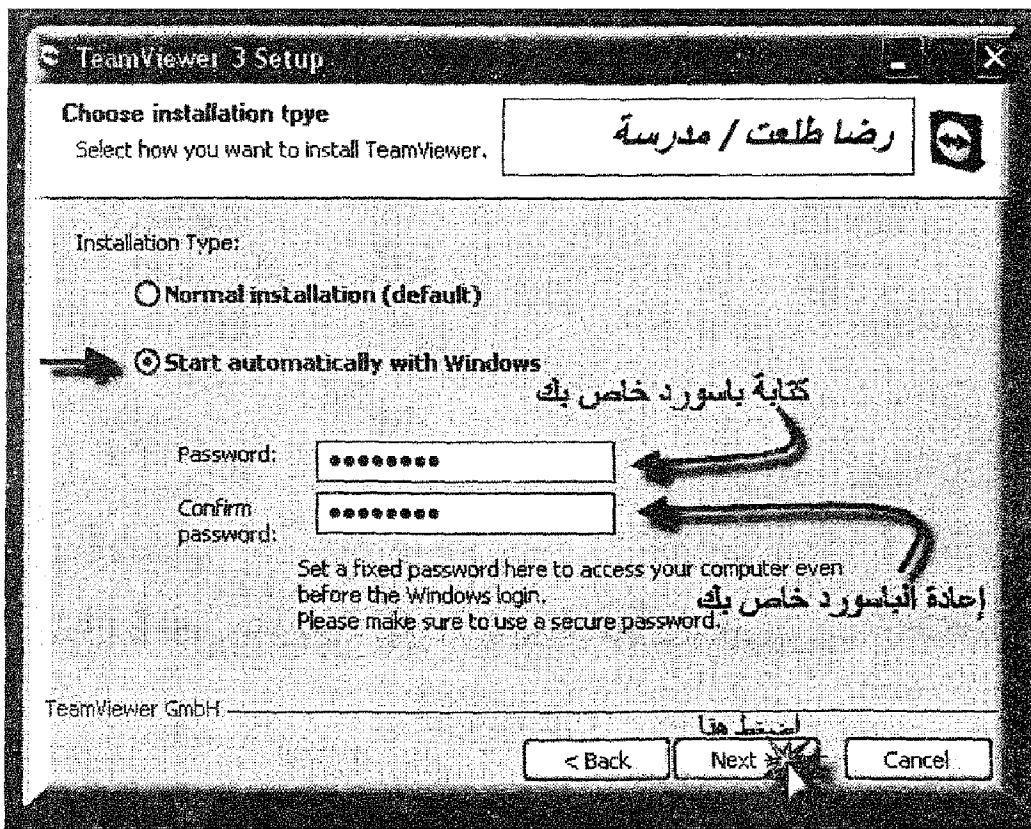 TeamViewer 3 Setup
Choose installation tpye
Select how you want to install TeamViewer.
رضا طلعت / مدرسة
Installation Type:
Normal installation (default)
Start automatically with Windows
كتابة باسورد خاص بك
Password:
Confirm
password:
Set a fixed password here to access your computer even
before the Windows login.
Please make sure to use a secure password.
إعادة الباسورد خاص بك
TeamViewer GmbH
اضغط هنا
< Back
Next >
Cancel